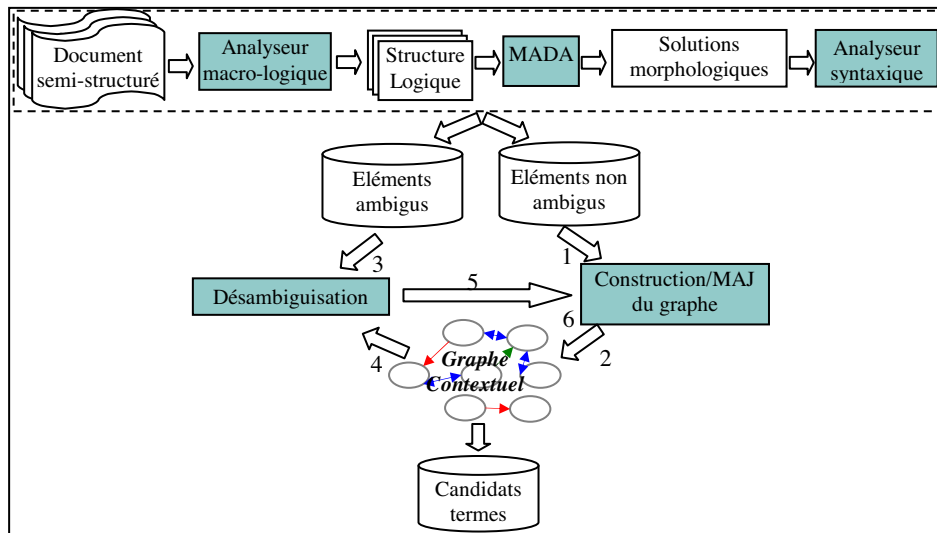 Document
semi-structuré
Analyseur
macro-logique
Structure
Logique
MADA
Solutions
morphologiques
Analyseur
syntaxique
Eléments
ambigus
Eléments non
ambigus
3
1
Désambiguisation
5
Construction/MAJ
du graphe
6
2
4
Graphe
Contextuel
Candidats
termes